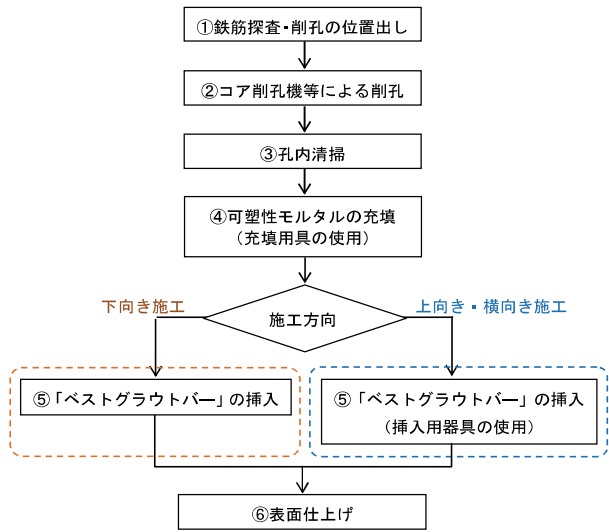 ①鉄筋探査・削孔の位置出し
②コア削孔機等による削孔
③孔内清掃
④可塑性モルタルの充填
（充填用具の使用）
下向き施工
施工方向
上向き・横向き施工
⑤「ベストグラウトバー」の挿入
⑤「ベストグラウトバー」の挿入
（挿入用器具の使用）
⑥表面仕上げ